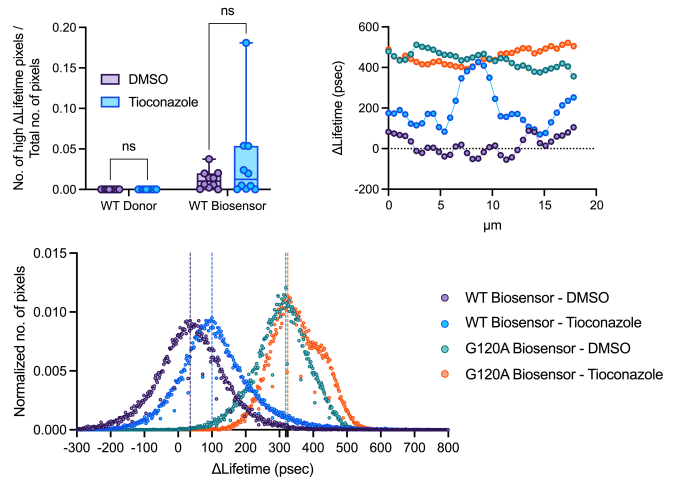 No. of high ΔLifetime pixels /
Total no. of pixels
0.20
0.15
0.10
0.05
0.00
ns
ns
DMSO
Tioconazole
WT Donor
WT Biosensor
ΔLifetime (psec)
600
400
200
0
-200
0
5
10
15
20
μm
Normalized no. of pixels
0.015
0.010
0.005
0.000
-300
-200
-100
0
100
200
300
400
500
600
700
800
ΔLifetime (psec)
WT Biosensor - DMSO
WT Biosensor - Tioconazole
G120A Biosensor - DMSO
G120A Biosensor - Tioconazole